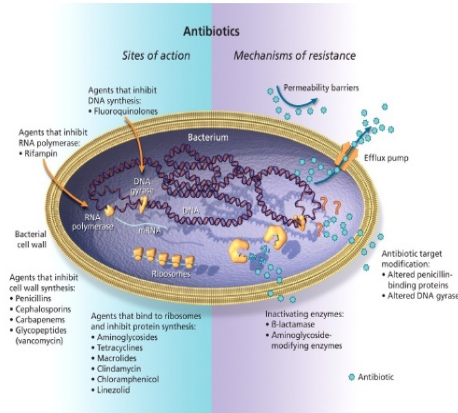 Antibiotics
Sites of action
Mechanisms of resistance
Agents that inhibit
DNA synthesis:
• Fluoroquinolones
Agents that inhibit
RNA polymerase:
• Rifampin
Bacterium
DNA
gyrase
RNA
polymerase
DNA
mRNA
Ribosomes
Bacterial
cell wall
Agents that inhibit
cell wall synthesis:
• Penicillins
• Cephalosporins
• Carbapenems
• Glycopeptides
(vancomycin)
Agents that bind to ribosomes
and inhibit protein synthesis:
• Aminoglycosides
• Tetracyclines
• Macrolides
• Clindamycin
• Chloramphenicol
• Linezolid
Permeability barriers
Efflux pump
? ?
?
Antibiotic target
modification:
• Altered penicillin-
binding proteins
• Altered DNA gyrase
Inactivating enzymes:
• β-lactamase
• Aminoglycoside-
modifying enzymes
Antibiotic